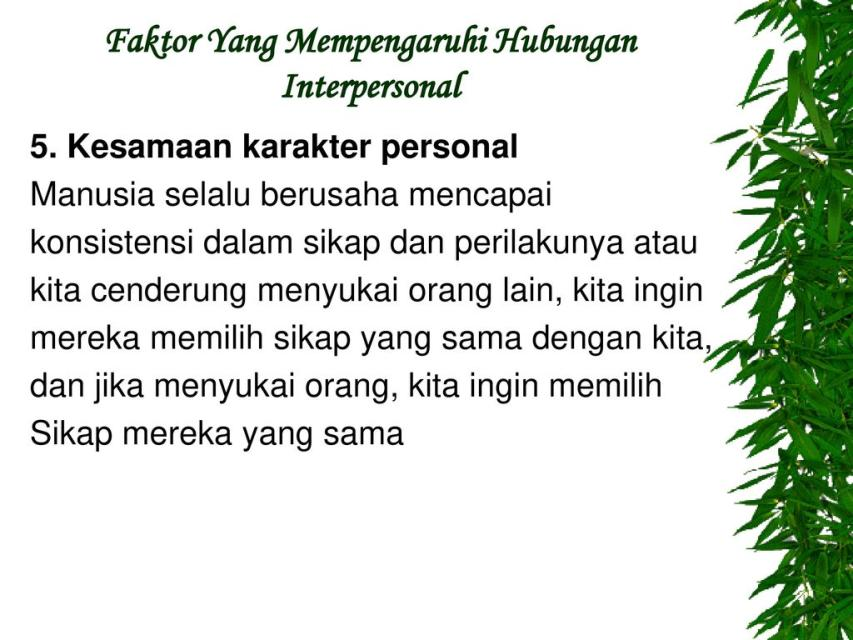 Faktor Yang Mempengaruhi Hubungan
Interpersonal
5. Kesamaan karakter personal
Manusia selalu berusaha mencapai
konsistensi dalam sikap dan perilakunya atau
kita cenderung menyukai orang lain, kita ingin
mereka memilih sikap yang sama dengan kita,
dan jika menyukai orang, kita ingin memilih
Sikap mereka yang sama